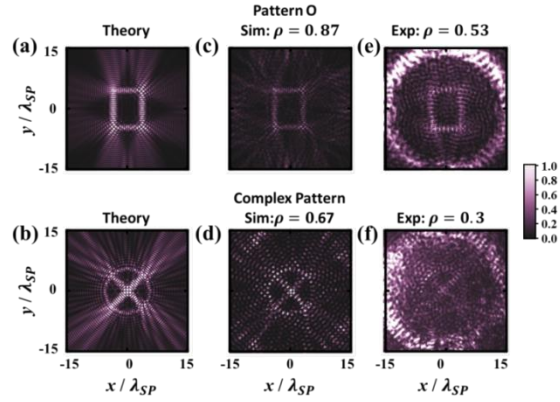 Pattern O
(a) Theory (c) Sim: ρ = 0.87 (e) Exp: ρ = 0.53
15
0
-15
y / λSP
1.0
0.8
0.6
0.4
0.2
0.0
Complex Pattern
(b) Theory (d) Sim:ρ = 0.67 (f) Exp: ρ = 0.3
15
0
-15
y / λSP
-15 0 15 -15 0 15 -15 0 15
x / λSP x / λSP x / λSP